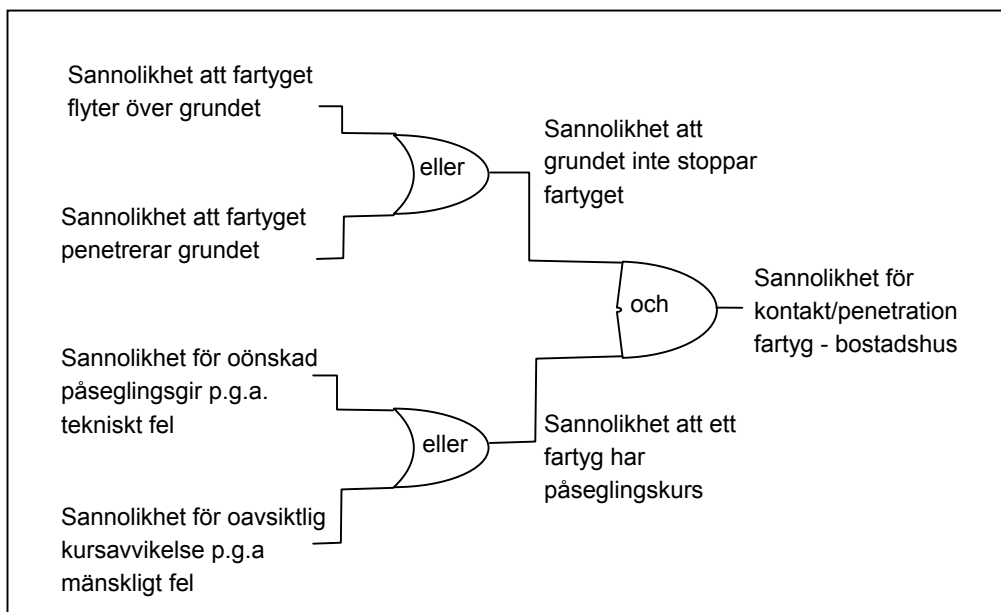 Sannolikhet att fartyget
flyter över grundet
eller
Sannolikhet att
grundet inte stoppar
fartyget
Sannolikhet att fartyget
penetrerar grundet
och
Sannolikhet för
kontakt/penetration
fartyg - bostadshus
Sannolikhet för oönskad
påseglingsgir p.g.a.
tekniskt fel
eller
Sannolikhet att ett
fartyg har
påseglingskurs
Sannolikhet för oavsiktlig
kursavvikelse p.g.a
mänskligt fel